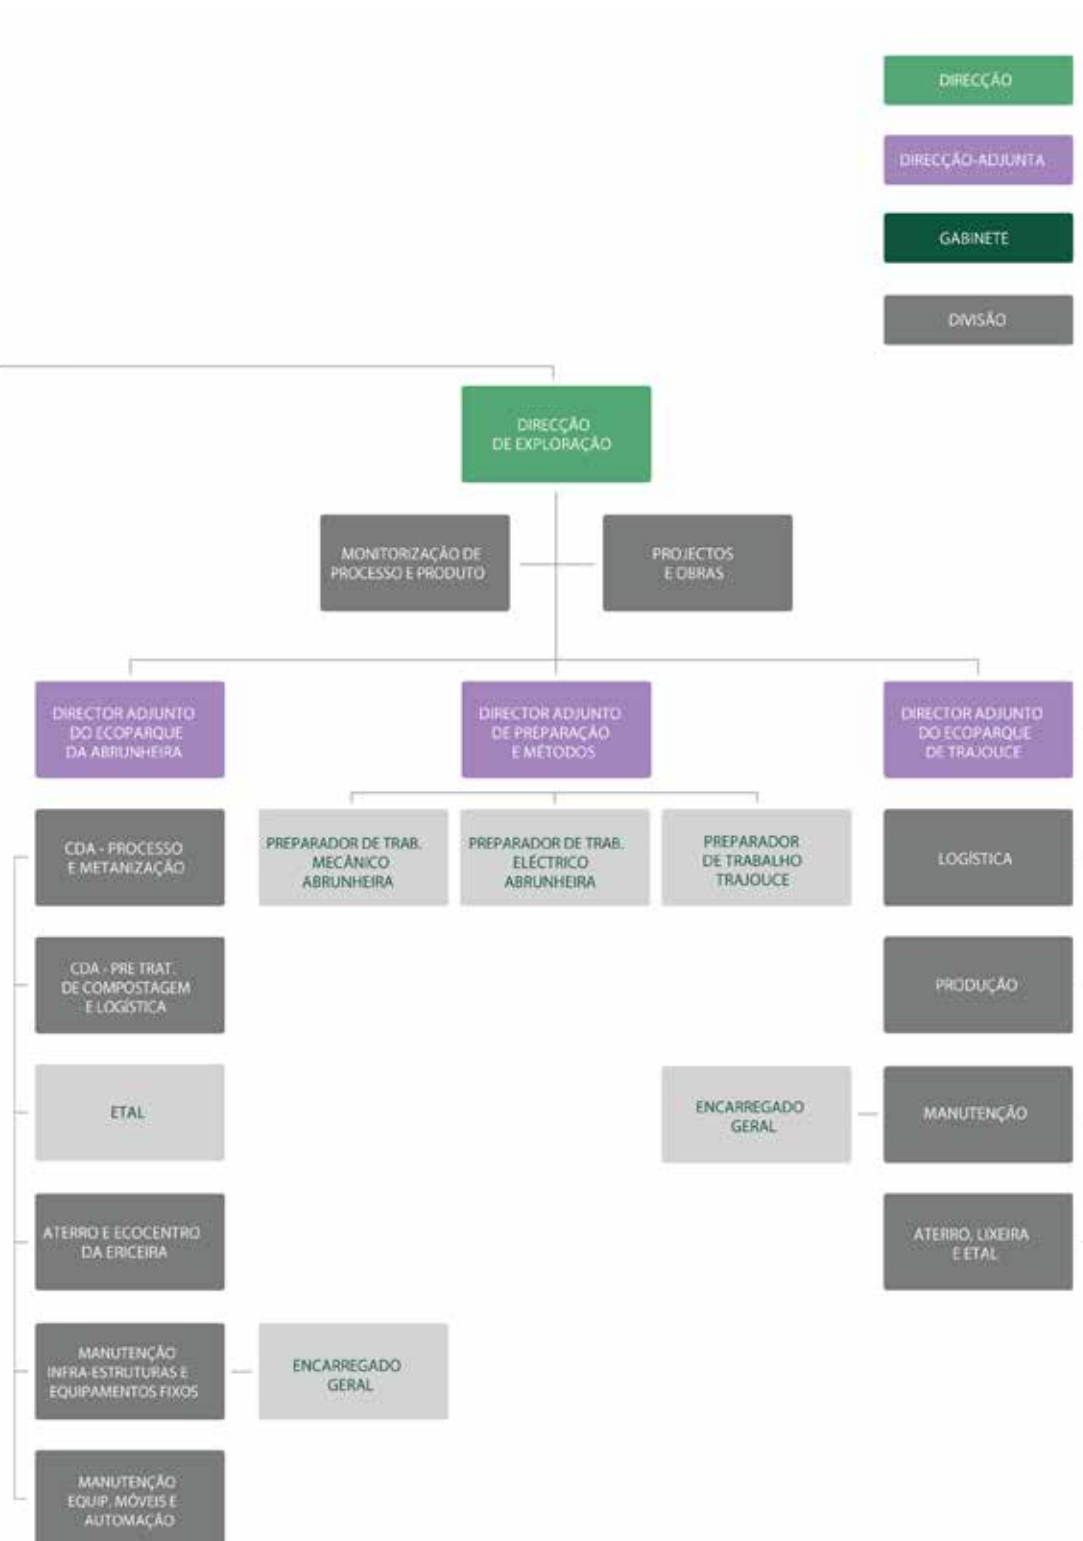 DIRECÇÃO
DIRECÇÃO-ADJUNTA
GABINETE
DIVISÃO
DIRECÇÃO
DE EXPLORAÇÃO
MONITORIZAÇÃO DE
PROCESSO E PRODUTO
PROJECTOS
E OBRAS
DIRECTOR ADJUNTO
DO ECOPARQUE
DA ABRUNHEIRA
DIRECTOR ADJUNTO
DE PREPARAÇÃO
E MÉTODOS
DIRECTOR ADJUNTO
DO ECOPARQUE
DE TRAJOUCE
CDA - PROCESSO
E METANIZAÇÃO
PREPARADOR DE TRAB.
MECÂNICO
ABRUNHEIRA
PREPARADOR DE TRAB.
ELÉCTRICO
ABRUNHEIRA
PREPARADOR
DE TRABALHO
TRAJOUCE
LOGÍSTICA
CDA - PRE TRAT.
DE COMPOSTAGEM
E LOGÍSTICA
PRODUÇÃO
ETAL
ENCARREGADO
GERAL
MANUTENÇÃO
ATERRO E ECOCENTRO
DA ERICEIRA
ATERRO, LIXEIRA
E ETAL
MANUTENÇÃO
INFRA-ESTRUTURAS E
EQUIPAMENTOS FIXOS
ENCARREGADO
GERAL
MANUTENÇÃO
EQUIP. MÓVEIS E
AUTOMAÇÃO